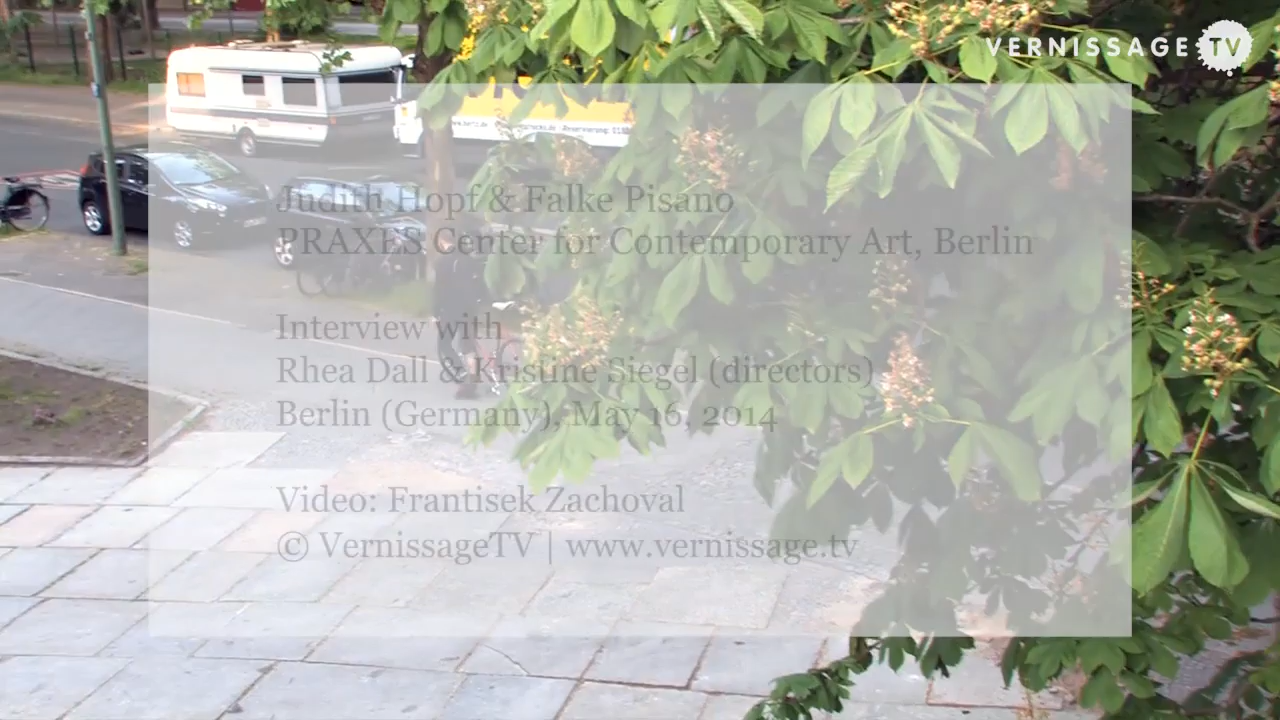 VERNISSAGE TV
Judith Hopf & Falke Pisano
PRAXES Center for Contemporary Art, Berlin
Interview with
Rhea Dall & Kristine Siegel (directors)
Berlin (Germany), May 16, 2014
Video: Frantisek Zachoval
© VernissageTV | www.vernissage.tv